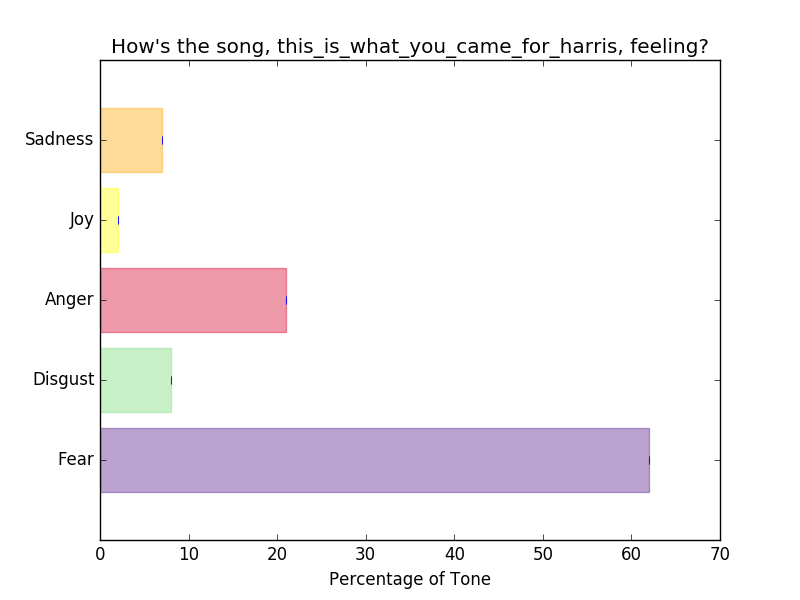 How's the song, this_is_what_you_came_for_harris, feeling?
Sadness
Joy
Anger
Disgust
Fear
0 10 20 30 40 50 60 70
Percentage of Tone